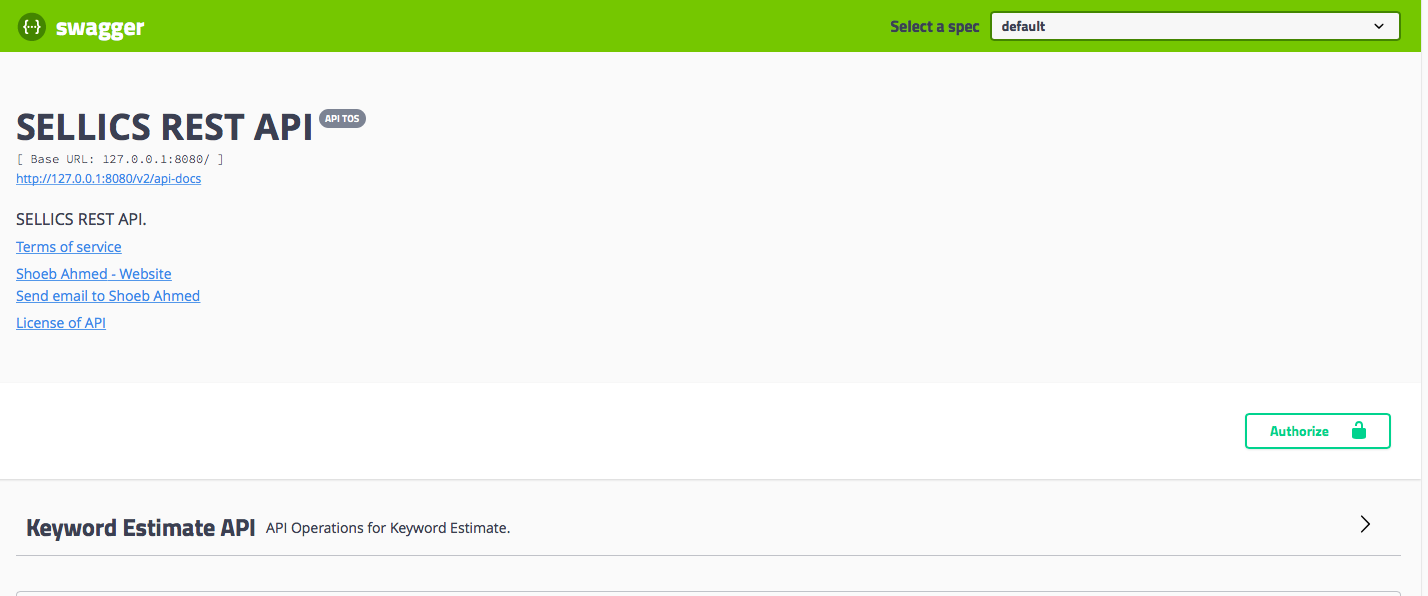 {···} swagger
Select a spec default
SELLICS REST API API TOS
[ Base URL: 127.0.0.1:8080/ ]
http://127.0.0.1:8080/v2/api-docs
SELLICS REST API.
Terms of service
Shoeb Ahmed - Website
Send email to Shoeb Ahmed
License of API
Authorize
Keyword Estimate API API Operations for Keyword Estimate.